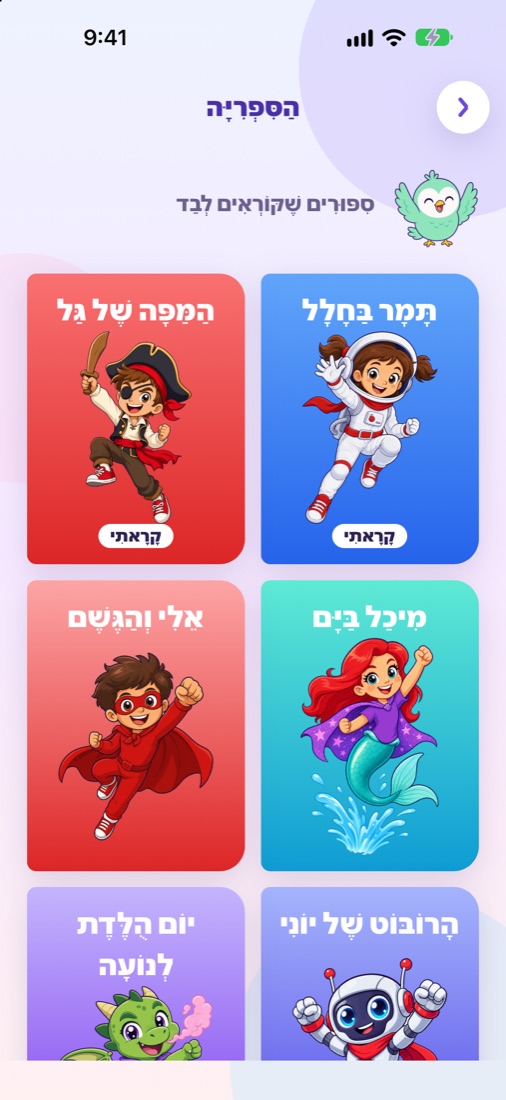 9:41
הַסִּפְרִיָּה
סִפּוּרִים שֶׁקּוֹרְאִים לְבַד
תָּמָר בַּחָלָל
קָרָאתִי
הַמַּפָּה שֶׁל גַּל
קָרָאתִי
מִיכַל בַּיָּם
אֵלִי וְהַגֶּשֶׁם
הָרוֹבּוֹט שֶׁל יוֹנִי
יוֹם הֻלֶּדֶת
לְנוֹעָה